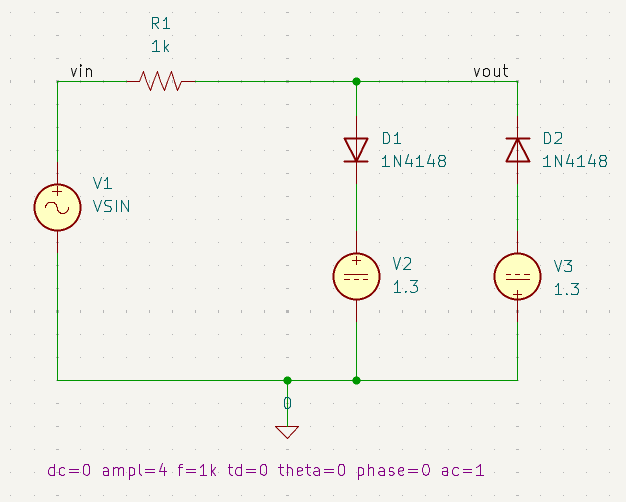 R1
1k
vin
vout
D1
1N4148
D2
1N4148
V1
VSIN
V2
1.3
V3
1.3
0
dc=0 ampl=4 f=1k td=0 theta=0 phase=0 ac=1